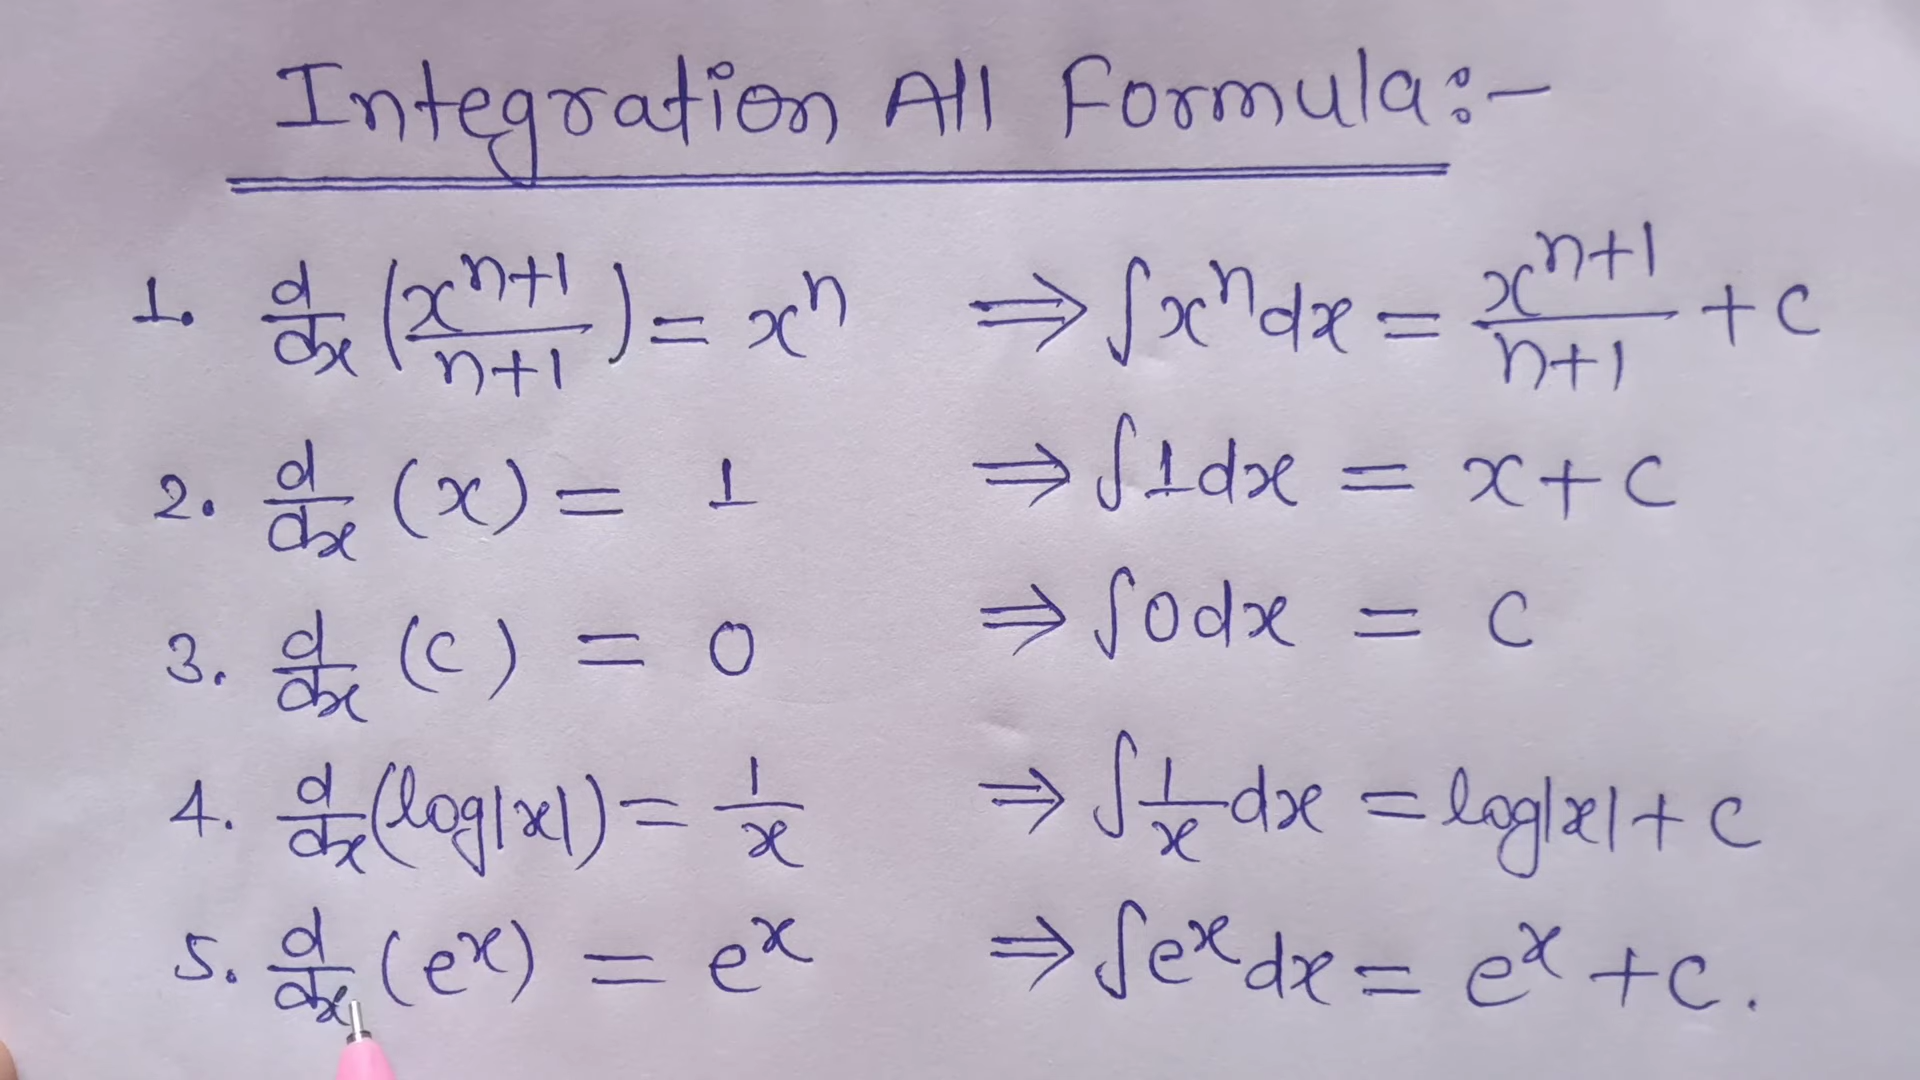 Integration All Formula:-
1. d/dx (x^(n+1)/(n+1)) = x^n ⇒ ∫x^n dx = x^(n+1)/(n+1) + c
2. d/dx (x) = 1 ⇒ ∫1dx = x + c
3. d/dx (c) = 0 ⇒ ∫0dx = c
4. d/dx (log|x|) = 1/x ⇒ ∫1/x dx = log|x| + c
5. d/dx (e^x) = e^x ⇒ ∫e^x dx = e^x + c.